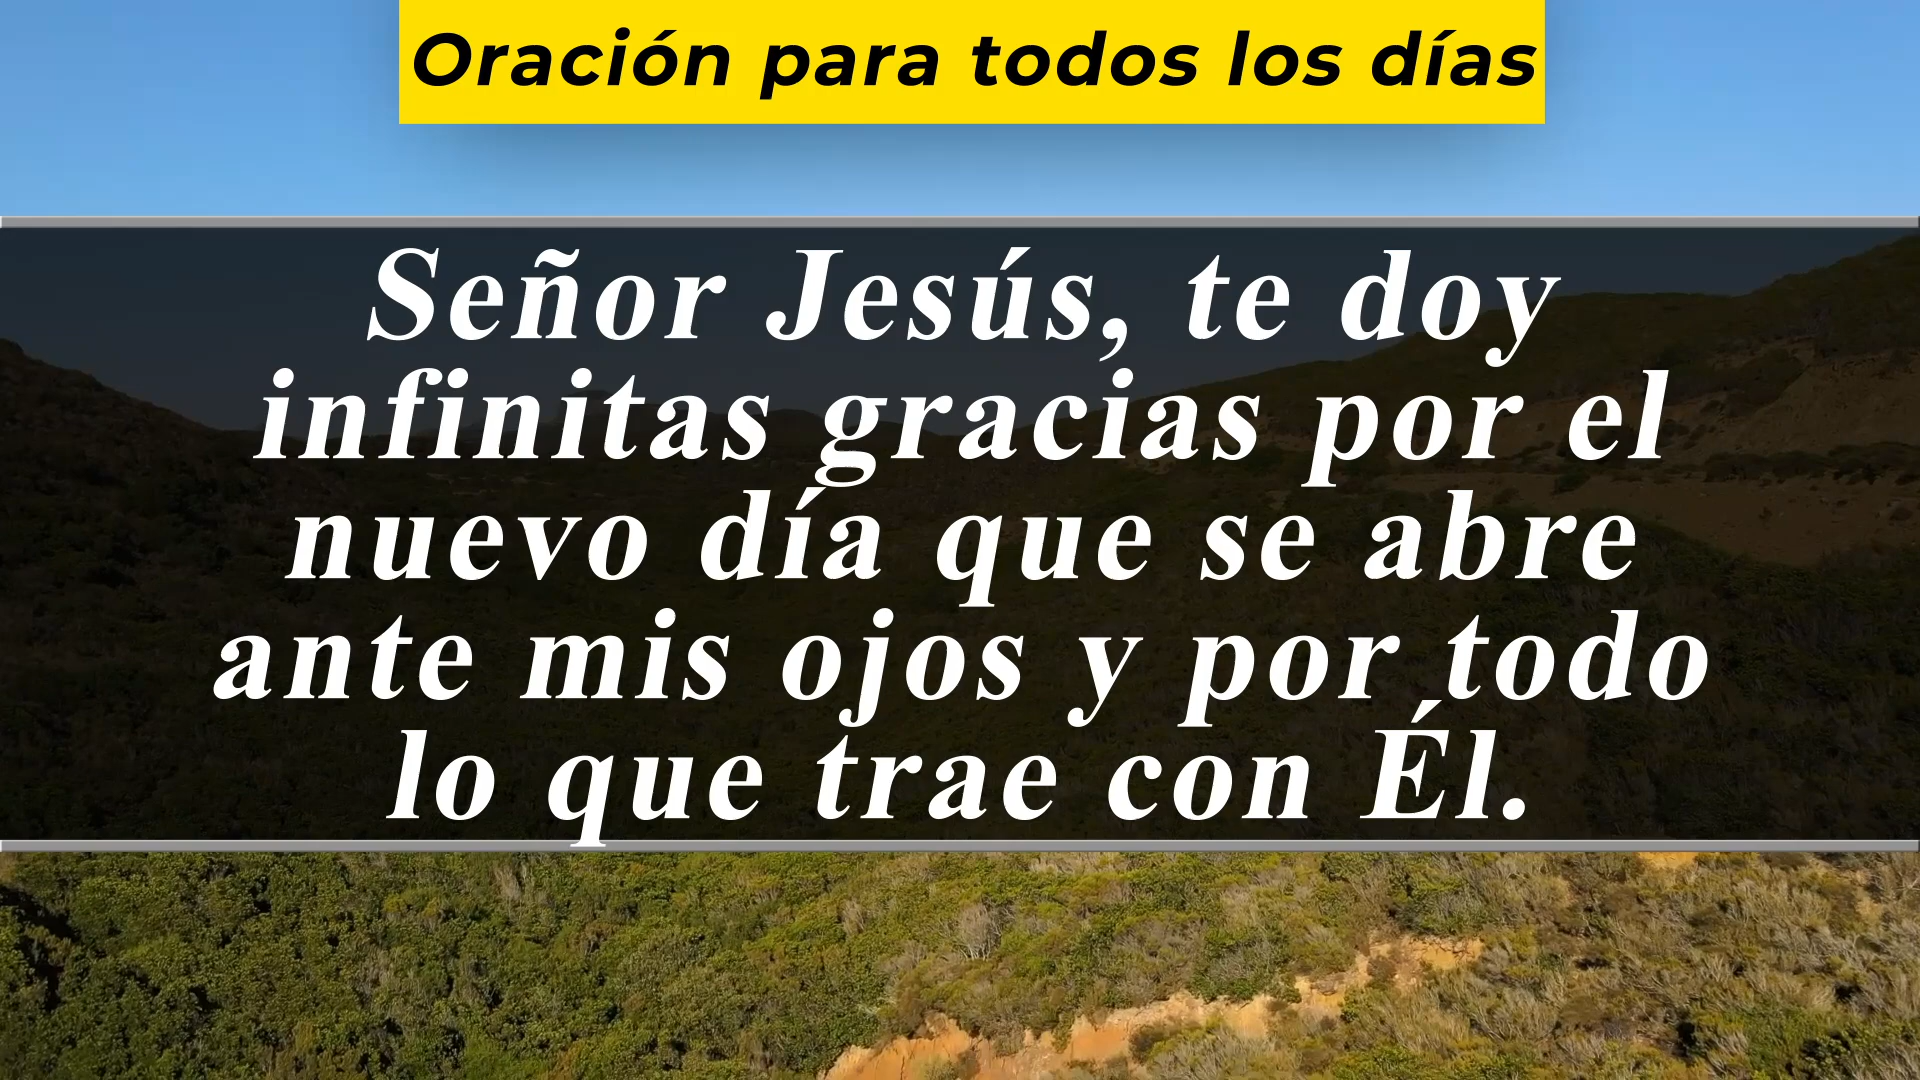 Oración para todos los días
Señor Jesús, te doy
infinitas gracias por el
nuevo día que se abre
ante mis ojos y por todo
lo que trae con Él.